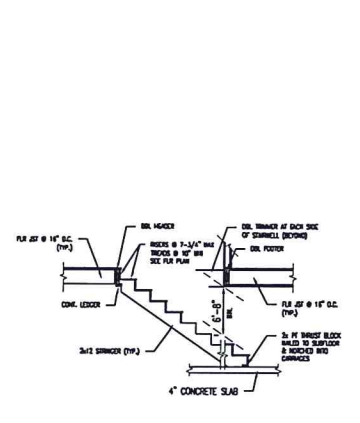 DBL HEADER
DBL TRIMMER AT EACH SIDE
OF STAIRWELL (BEYOND)
FLR JST @ 16" O.C.
(TYP.)
RISERS @ 7-3/4" MAX
TREADS @ 10" MIN
SEE FLR PLAN
DBL FOOTER
CONT. LEDGER
6'-8"
MIN.
FLR JST @ 16" O.C.
(TYP.)
2x12 STRINGER (TYP.)
2x PT THRUST BLOCK
NAILED TO SUBFLOOR
& NOTCHED INTO
CARRIAGES
4" CONCRETE SLAB